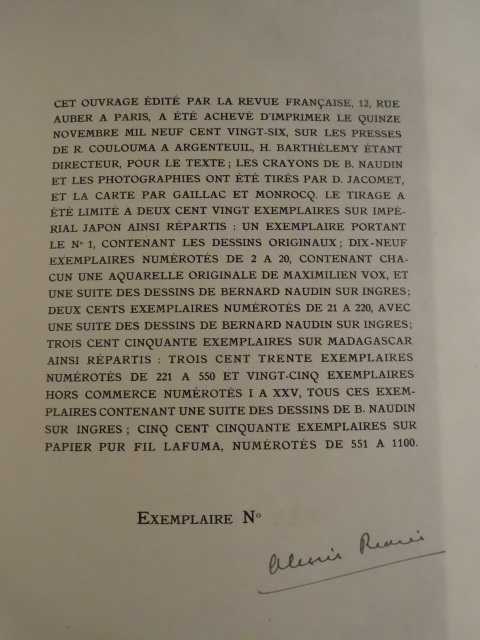 CET OUVRAGE ÉDITÉ PAR LA REVUE FRANÇAISE, 12, RUE
AUBER A PARIS, A ÉTÉ ACHEVÉ D'IMPRIMER LE QUINZE
NOVEMBRE MIL NEUF CENT VINGT-SIX, SUR LES PRESSES
DE R. COULOUMA A ARGENTEUIL, H. BARTHÉLEMY ÉTANT
DIRECTEUR, POUR LE TEXTE ; LES CRAYONS DE B. NAUDIN
ET LES PHOTOGRAPHIES ONT ÉTÉ TIRÉS PAR D. JACOMET,
ET LA CARTE PAR GAILLAC ET MONROCQ. LE TIRAGE A
ÉTÉ LIMITÉ A DEUX CENT VINGT EXEMPLAIRES SUR IMPÉ-
RIAL JAPON AINSI RÉPARTIS : UN EXEMPLAIRE PORTANT
LE Nº 1, CONTENANT LES DESSINS ORIGINAUX ; DIX-NEUF
EXEMPLAIRES NUMÉROTÉS DE 2 A 20, CONTENANT CHA-
CUN UNE AQUARELLE ORIGINALE DE MAXIMILIEN VOX, ET
UNE SUITE DES DESSINS DE BERNARD NAUDIN SUR INGRES ;
DEUX CENTS EXEMPLAIRES NUMÉROTÉS DE 21 A 220, AVEC
UNE SUITE DES DESSINS DE BERNARD NAUDIN SUR INGRES ;
TROIS CENT CINQUANTE EXEMPLAIRES SUR MADAGASCAR
AINSI RÉPARTIS : TROIS CENT TRENTE EXEMPLAIRES
NUMÉROTÉS DE 221 A 550 ET VINGT-CINQ EXEMPLAIRES
HORS COMMERCE NUMÉROTÉS I A XXV, TOUS CES EXEM-
PLAIRES CONTENANT UNE SUITE DES DESSINS DE B. NAUDIN
SUR INGRES ; CINQ CENT CINQUANTE EXEMPLAIRES SUR
PAPIER PUR FIL LAFUMA, NUMÉROTÉS DE 551 A 1100.
EXEMPLAIRE Nº